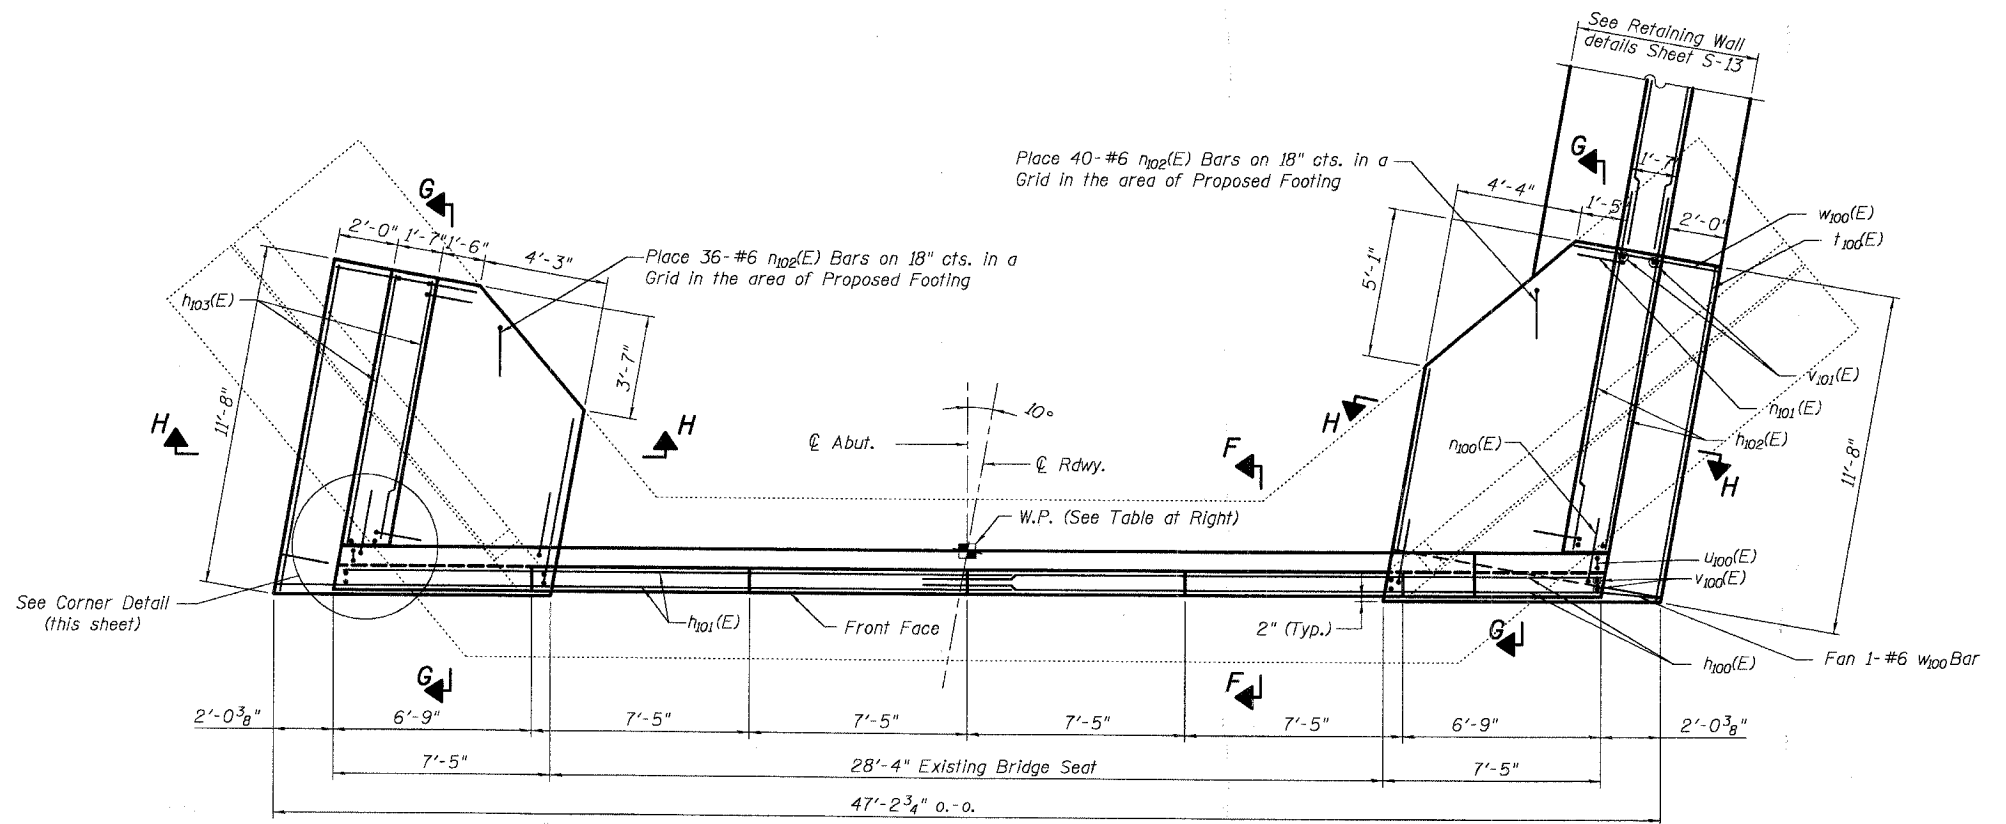 See Retaining Wall
details Sheet S-13
Place 40-#6 n102(E) Bars on 18" cts. in a
Grid in the area of Proposed Footing
G
1'-7"
4'-4"
1'-5"
2'-0"
w100(E)
t100(E)
5'-1"
G
2'-0"
1'-7"
1'-6"
4'-3"
Place 36-#6 n102(E) Bars on 18" cts. in a
Grid in the area of Proposed Footing
h103(E)
3'-7"
11'-8"
H
H
℄ Abut.
10°
℄ Rdwy.
F
H
v101(E)
n101(E)
n100(E)
h102(E)
H
11'-8"
W.P. (See Table at Right)
u100(E)
v100(E)
See Corner Detail
(this sheet)
h101(E)
Front Face
2" (Typ.)
G
h100(E)
Fan 1-#6 w100 Bar
G
F
2'-0 3/8"
6'-9"
7'-5"
7'-5"
7'-5"
7'-5"
6'-9"
2'-0 3/8"
7'-5"
28'-4" Existing Bridge Seat
7'-5"
47'-2 3/4" o.-o.